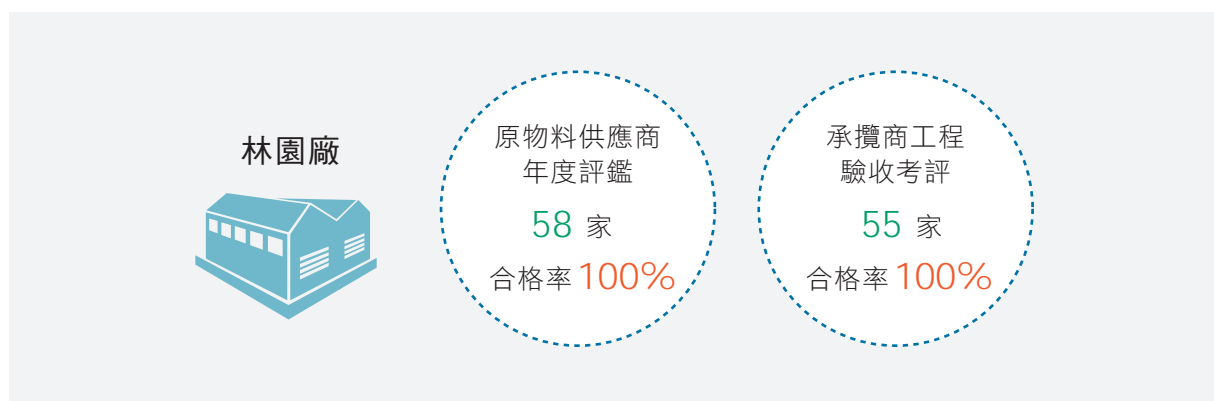 林園廠
原物料供應商
年度評鑑
58 家
合格率 100%
承攬商工程
驗收考評
55 家
合格率 100%